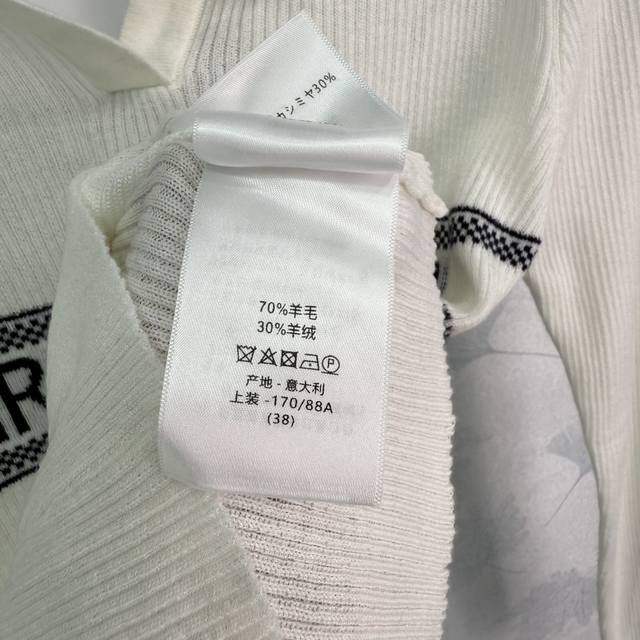 カシミヤ30%
70%羊毛
30%羊绒
产地 - 意大利
上装 -170/88A
(38)